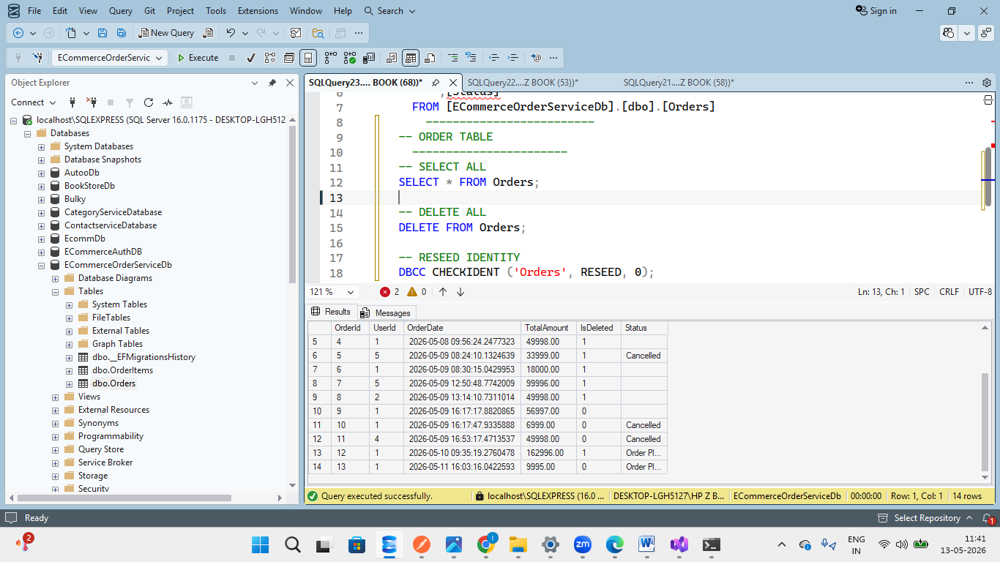 File Edit View Query Git Project Tools Extensions Window Help Search Sign in
New Query
ECommerceOrderServic Execute
Object Explorer
Connect
localhost\SQLEXPRESS (SQL Server 16.0.1175 - DESKTOP-LGH5127
Databases
System Databases
Database Snapshots
AutooDb
BookStoreDb
Bulky
CategoryServiceDatabase
ContactserviceDatabase
EcommDb
ECommerceAuthDB
ECommerceOrderServiceDb
Database Diagrams
Tables
System Tables
FileTables
External Tables
Graph Tables
dbo.__EFMigrationsHistory
dbo.OrderItems
dbo.Orders
Views
External Resources
Synonyms
Programmability
Query Store
Service Broker
Storage
Security
SQLQuery23.... BOOK (68))* SQLQuery22....Z BOOK (53))* SQLQuery21....Z BOOK (58))*
6 ,[Status]
7 FROM [ECommerceOrderServiceDb].[dbo].[Orders]
8 -------------------------
9 -- ORDER TABLE
10 -----------------------
11 -- SELECT ALL
12 SELECT * FROM Orders;
13
14 -- DELETE ALL
15 DELETE FROM Orders;
16
17 -- RESEED IDENTITY
18 DBCC CHECKIDENT ('Orders', RESEED, 0);
121 % 2 0 Ln: 13, Ch: 1 SPC CRLF UTF-8
Results Messages
OrderId UserId OrderDate TotalAmount IsDeleted Status
5 4 1 2026-05-08 09:56:24.2477323 49998.00 1
6 5 5 2026-05-09 08:24:10.1324639 33999.00 1 Cancelled
7 6 1 2026-05-09 08:30:15.0429953 18000.00 1
8 7 5 2026-05-09 12:50:48.7742009 99996.00 1
9 8 2 2026-05-09 13:14:10.7311014 49998.00 1
10 9 1 2026-05-09 16:17:17.8820865 56997.00 0
11 10 1 2026-05-09 16:17:47.9335888 6999.00 0 Cancelled
12 11 4 2026-05-09 16:53:17.4713537 49998.00 0 Cancelled
13 12 1 2026-05-10 09:35:19.2760478 162996.00 1 Order Pl...
14 13 1 2026-05-11 16:03:16.0422593 9995.00 0 Order Pl...
Query executed successfully. localhost\SQLEXPRESS (16.0 ... DESKTOP-LGH5127\HP Z B... ECommerceOrderServiceDb 00:00:00 Row: 1, Col: 1 14 rows
Ready Select Repository 1
2 zm 1 W ENG IN 11:41 13-05-2026